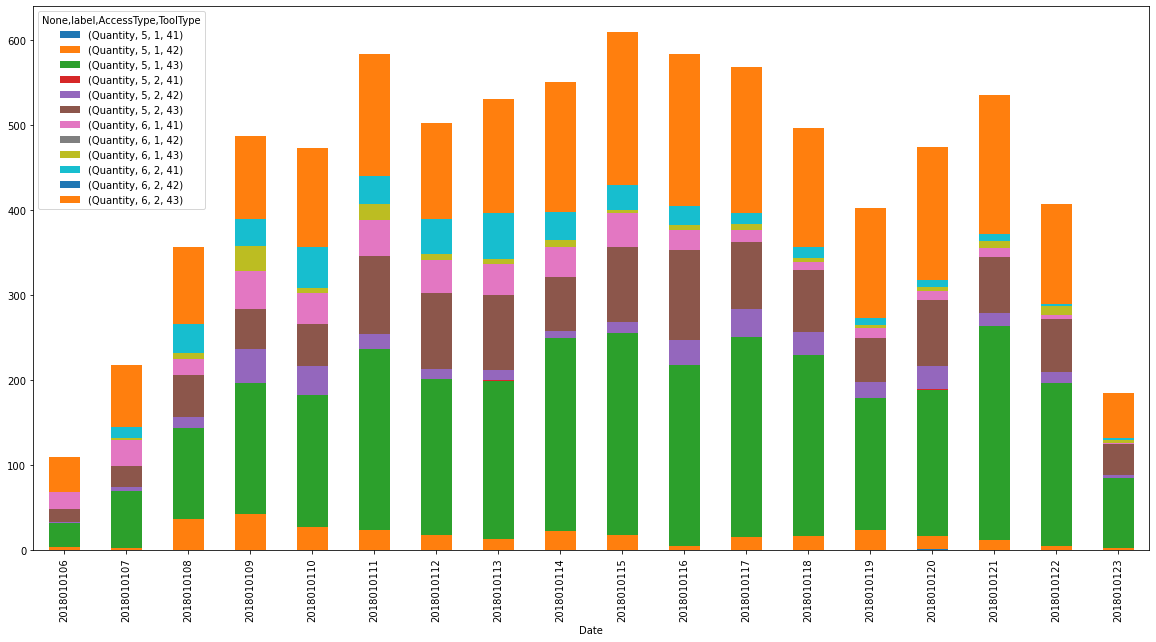 None,label,AccessType,ToolType
(Quantity, 5, 1, 41)
(Quantity, 5, 1, 42)
(Quantity, 5, 1, 43)
(Quantity, 5, 2, 41)
(Quantity, 5, 2, 42)
(Quantity, 5, 2, 43)
(Quantity, 6, 1, 41)
(Quantity, 6, 1, 42)
(Quantity, 6, 1, 43)
(Quantity, 6, 2, 41)
(Quantity, 6, 2, 42)
(Quantity, 6, 2, 43)
600
500
400
300
200
100
0
2018010106
2018010107
2018010108
2018010109
2018010110
2018010111
2018010112
2018010113
2018010114
2018010115
2018010116
2018010117
2018010118
2018010119
2018010120
2018010121
2018010122
2018010123
Date